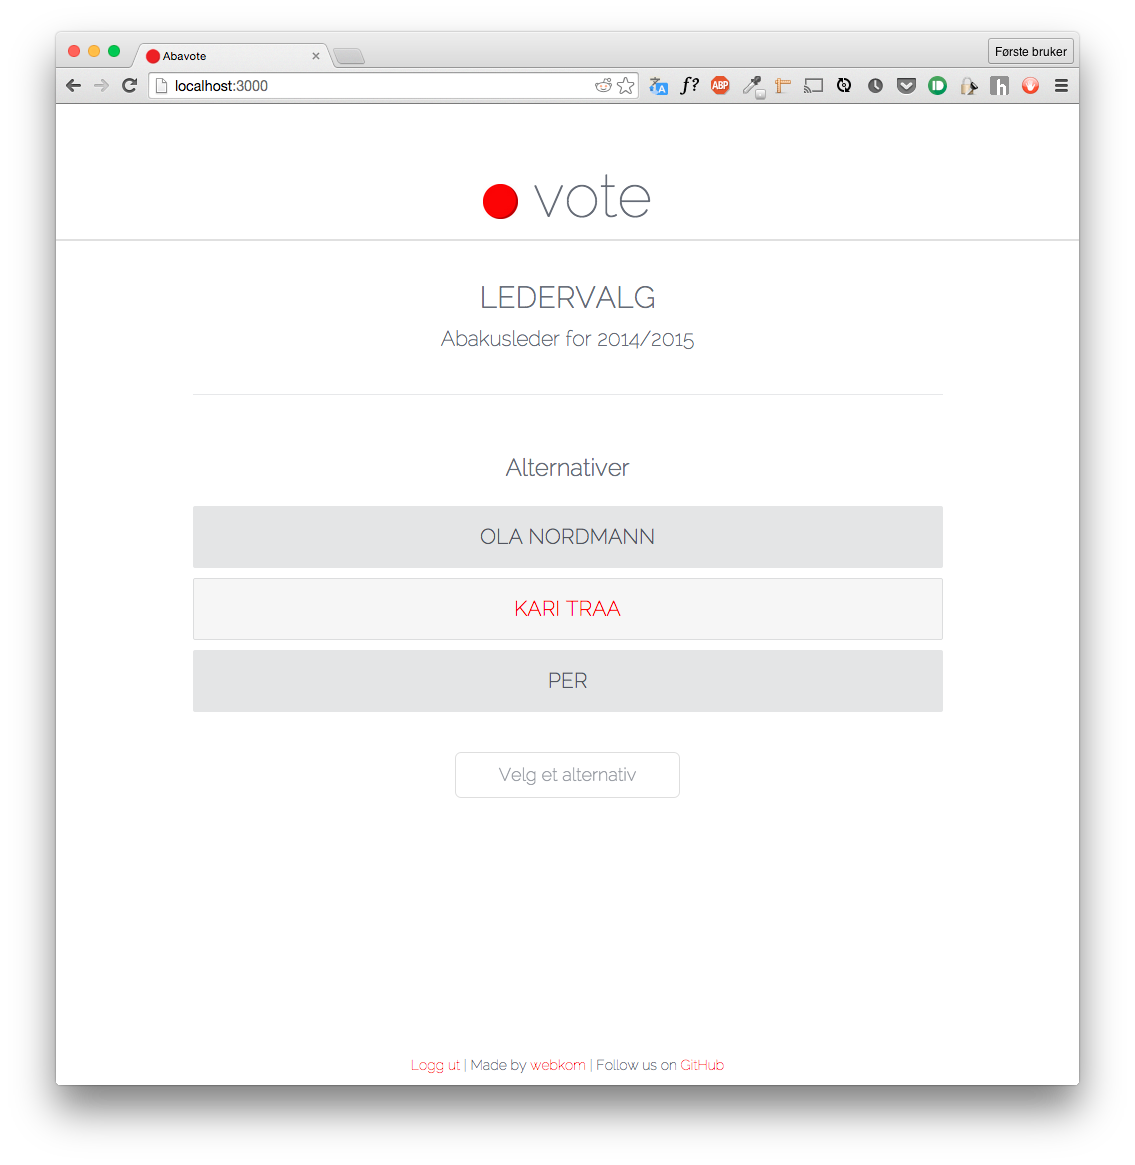 Abavote
Første bruker
localhost:3000
f?
ABP
A
h
vote
LEDERVALG
Abakusleder for 2014/2015
Alternativer
OLA NORDMANN
KARI TRAA
PER
Velg et alternativ
Logg ut | Made by webkom | Follow us on GitHub